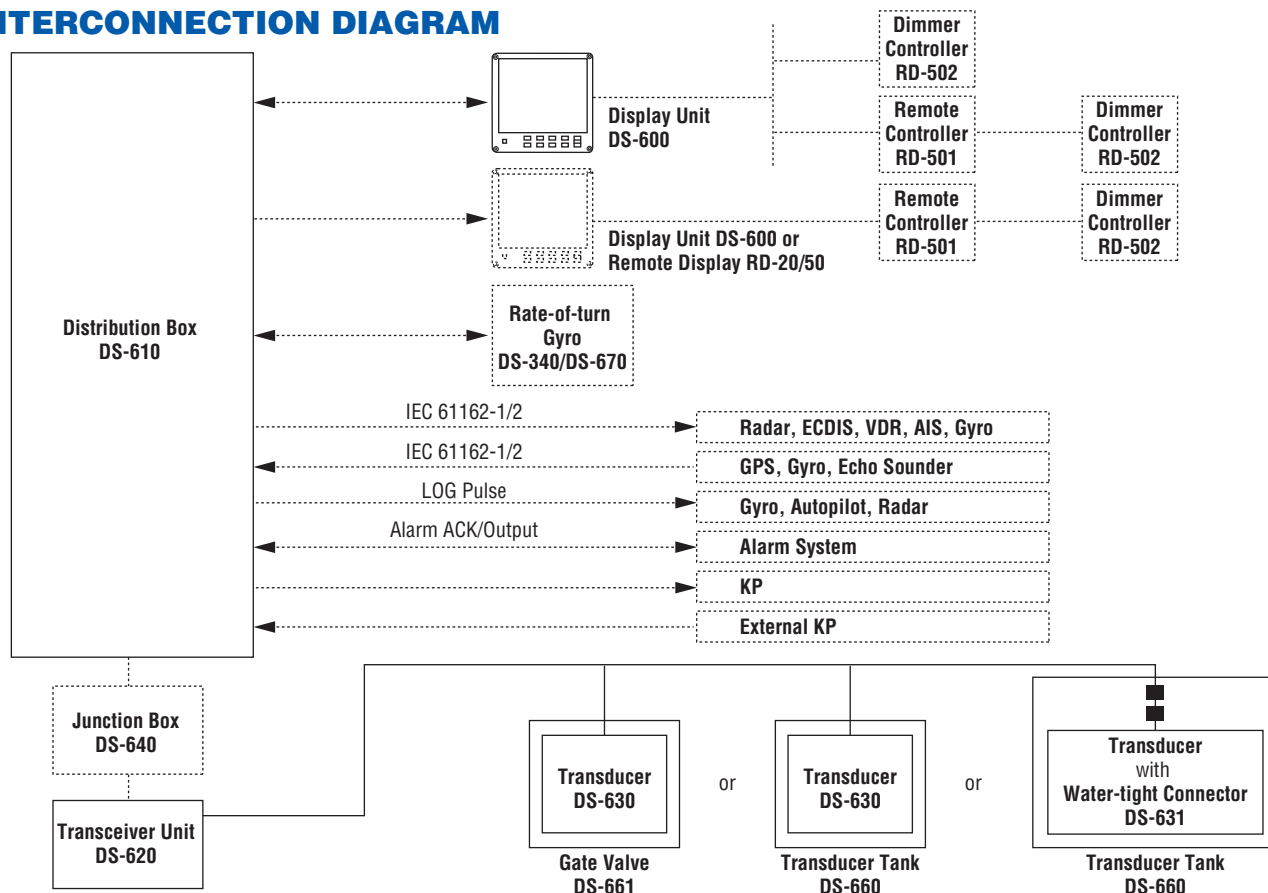 NTERCONNECTION DIAGRAM
Dimmer
Controller
RD-502
Display Unit
DS-600
Remote
Controller
RD-501
Dimmer
Controller
RD-502
Display Unit DS-600 or
Remote Display RD-20/50
Remote
Controller
RD-501
Dimmer
Controller
RD-502
Distribution Box
DS-610
Rate-of-turn
Gyro
DS-340/DS-670
IEC 61162-1/2
Radar, ECDIS, VDR, AIS, Gyro
IEC 61162-1/2
GPS, Gyro, Echo Sounder
LOG Pulse
Gyro, Autopilot, Radar
Alarm ACK/Output
Alarm System
KP
External KP
Junction Box
DS-640
Transceiver Unit
DS-620
Transducer
DS-630
Gate Valve
DS-661
or
Transducer
DS-630
Transducer Tank
DS-660
or
Transducer
with
Water-tight Connector
DS-631
Transducer Tank
DS-660